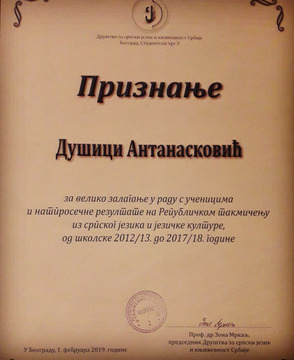 Друштво за српски језик и књижевност Србије
Београд, Студентски трг 3
Признање
Душици Антанасковић
за велико залагање у раду с ученицима
и натпросечне резултате на Републичком такмичењу
из српског језика и језичке културе,
од школске 2012/13. до 2017/18. године
Проф. др Зона Мркаљ,
председник Друштва за српски језик
и књижевност Србије
У Београду, 1. фебруара 2019. године